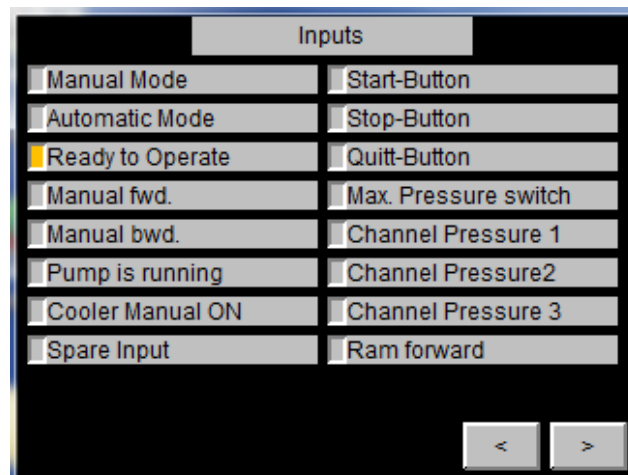 Inputs
Manual Mode
Automatic Mode
Ready to Operate
Manual fwd.
Manual bwd.
Pump is running
Cooler Manual ON
Spare Input
Start-Button
Stop-Button
Quitt-Button
Max. Pressure switch
Channel Pressure 1
Channel Pressure2
Channel Pressure 3
Ram forward
< >